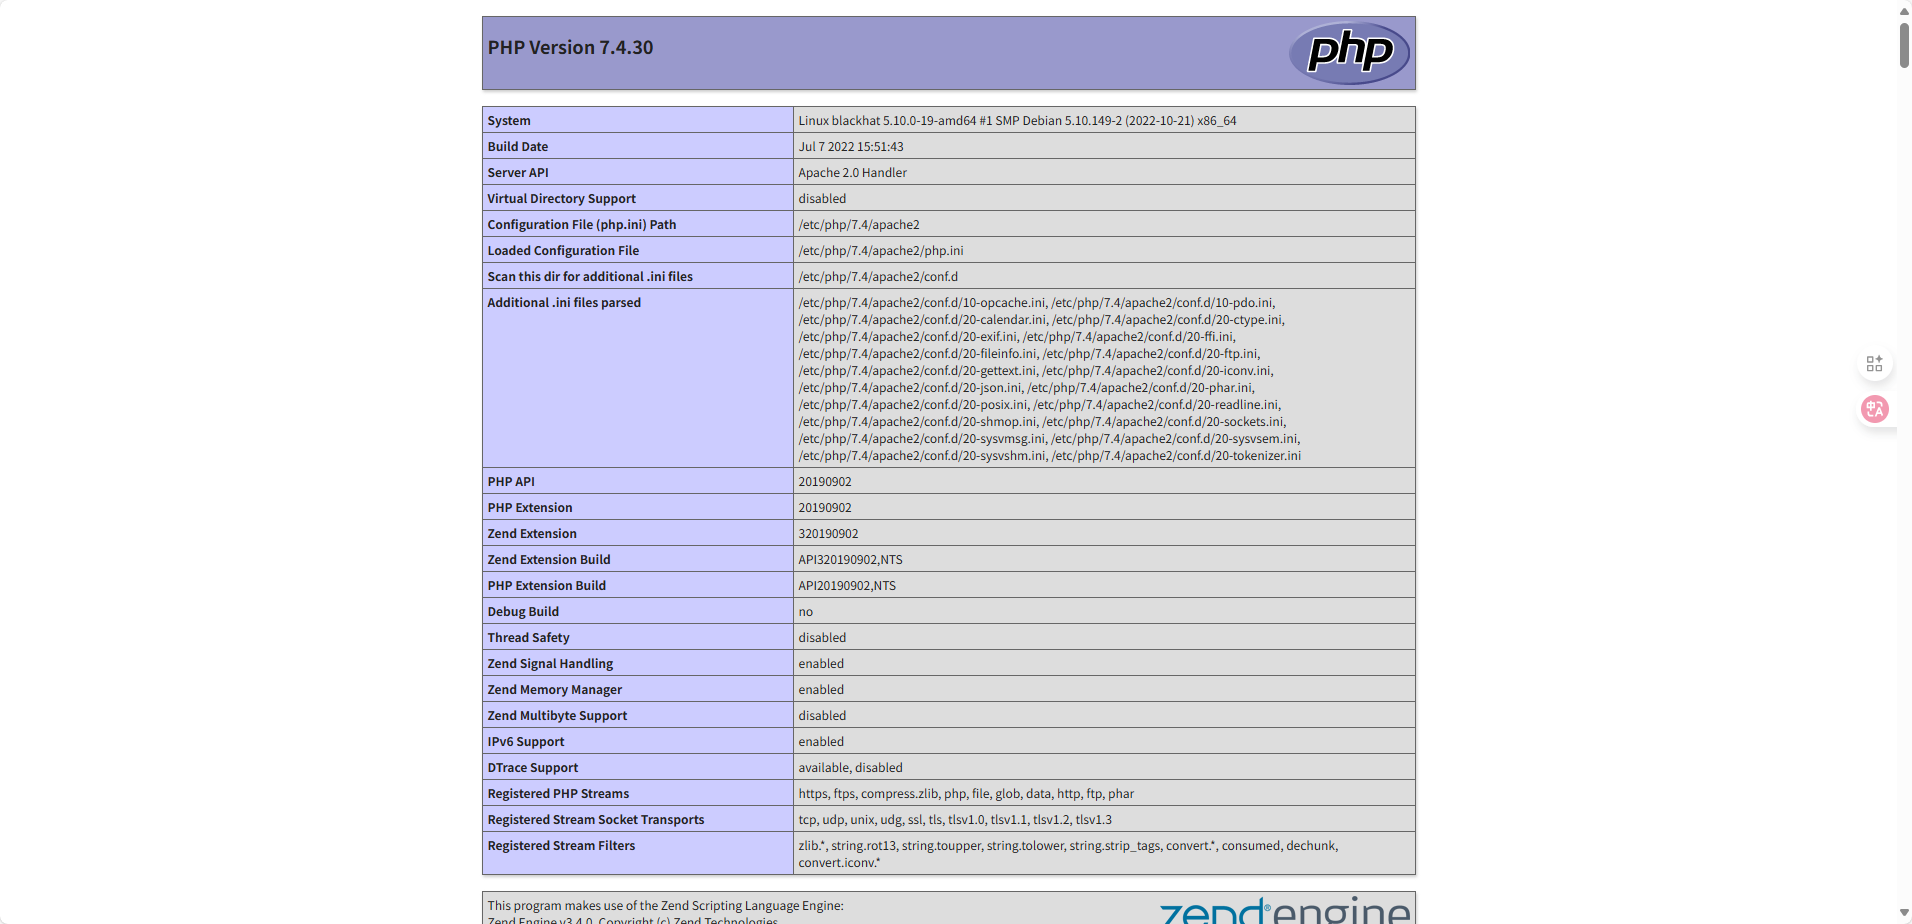 PHP Version 7.4.30
php
System Linux blackhat 5.10.0-19-amd64 #1 SMP Debian 5.10.149-2 (2022-10-21) x86_64
Build Date Jul 7 2022 15:51:43
Server API Apache 2.0 Handler
Virtual Directory Support disabled
Configuration File (php.ini) Path /etc/php/7.4/apache2
Loaded Configuration File /etc/php/7.4/apache2/php.ini
Scan this dir for additional .ini files /etc/php/7.4/apache2/conf.d
Additional .ini files parsed /etc/php/7.4/apache2/conf.d/10-opcache.ini, /etc/php/7.4/apache2/conf.d/10-pdo.ini,
/etc/php/7.4/apache2/conf.d/20-calendar.ini, /etc/php/7.4/apache2/conf.d/20-ctype.ini,
/etc/php/7.4/apache2/conf.d/20-exif.ini, /etc/php/7.4/apache2/conf.d/20-ffi.ini,
/etc/php/7.4/apache2/conf.d/20-fileinfo.ini, /etc/php/7.4/apache2/conf.d/20-ftp.ini,
/etc/php/7.4/apache2/conf.d/20-gettext.ini, /etc/php/7.4/apache2/conf.d/20-iconv.ini,
/etc/php/7.4/apache2/conf.d/20-json.ini, /etc/php/7.4/apache2/conf.d/20-phar.ini,
/etc/php/7.4/apache2/conf.d/20-posix.ini, /etc/php/7.4/apache2/conf.d/20-readline.ini,
/etc/php/7.4/apache2/conf.d/20-shmop.ini, /etc/php/7.4/apache2/conf.d/20-sockets.ini,
/etc/php/7.4/apache2/conf.d/20-sysvmsg.ini, /etc/php/7.4/apache2/conf.d/20-sysvsem.ini,
/etc/php/7.4/apache2/conf.d/20-sysvshm.ini, /etc/php/7.4/apache2/conf.d/20-tokenizer.ini
PHP API 20190902
PHP Extension 20190902
Zend Extension 320190902
Zend Extension Build API320190902,NTS
PHP Extension Build API20190902,NTS
Debug Build no
Thread Safety disabled
Zend Signal Handling enabled
Zend Memory Manager enabled
Zend Multibyte Support disabled
IPv6 Support enabled
DTrace Support available, disabled
Registered PHP Streams https, ftps, compress.zlib, php, file, glob, data, http, ftp, phar
Registered Stream Socket Transports tcp, udp, unix, udg, ssl, tls, tlsv1.0, tlsv1.1, tlsv1.2, tlsv1.3
Registered Stream Filters zlib.*, string.rot13, string.toupper, string.tolower, string.strip_tags, convert.*, consumed, dechunk,
convert.iconv.*
This program makes use of the Zend Scripting Language Engine:
Zend Engine v3.4.0, Copyright (c) Zend Technologies
zend®engine
中A